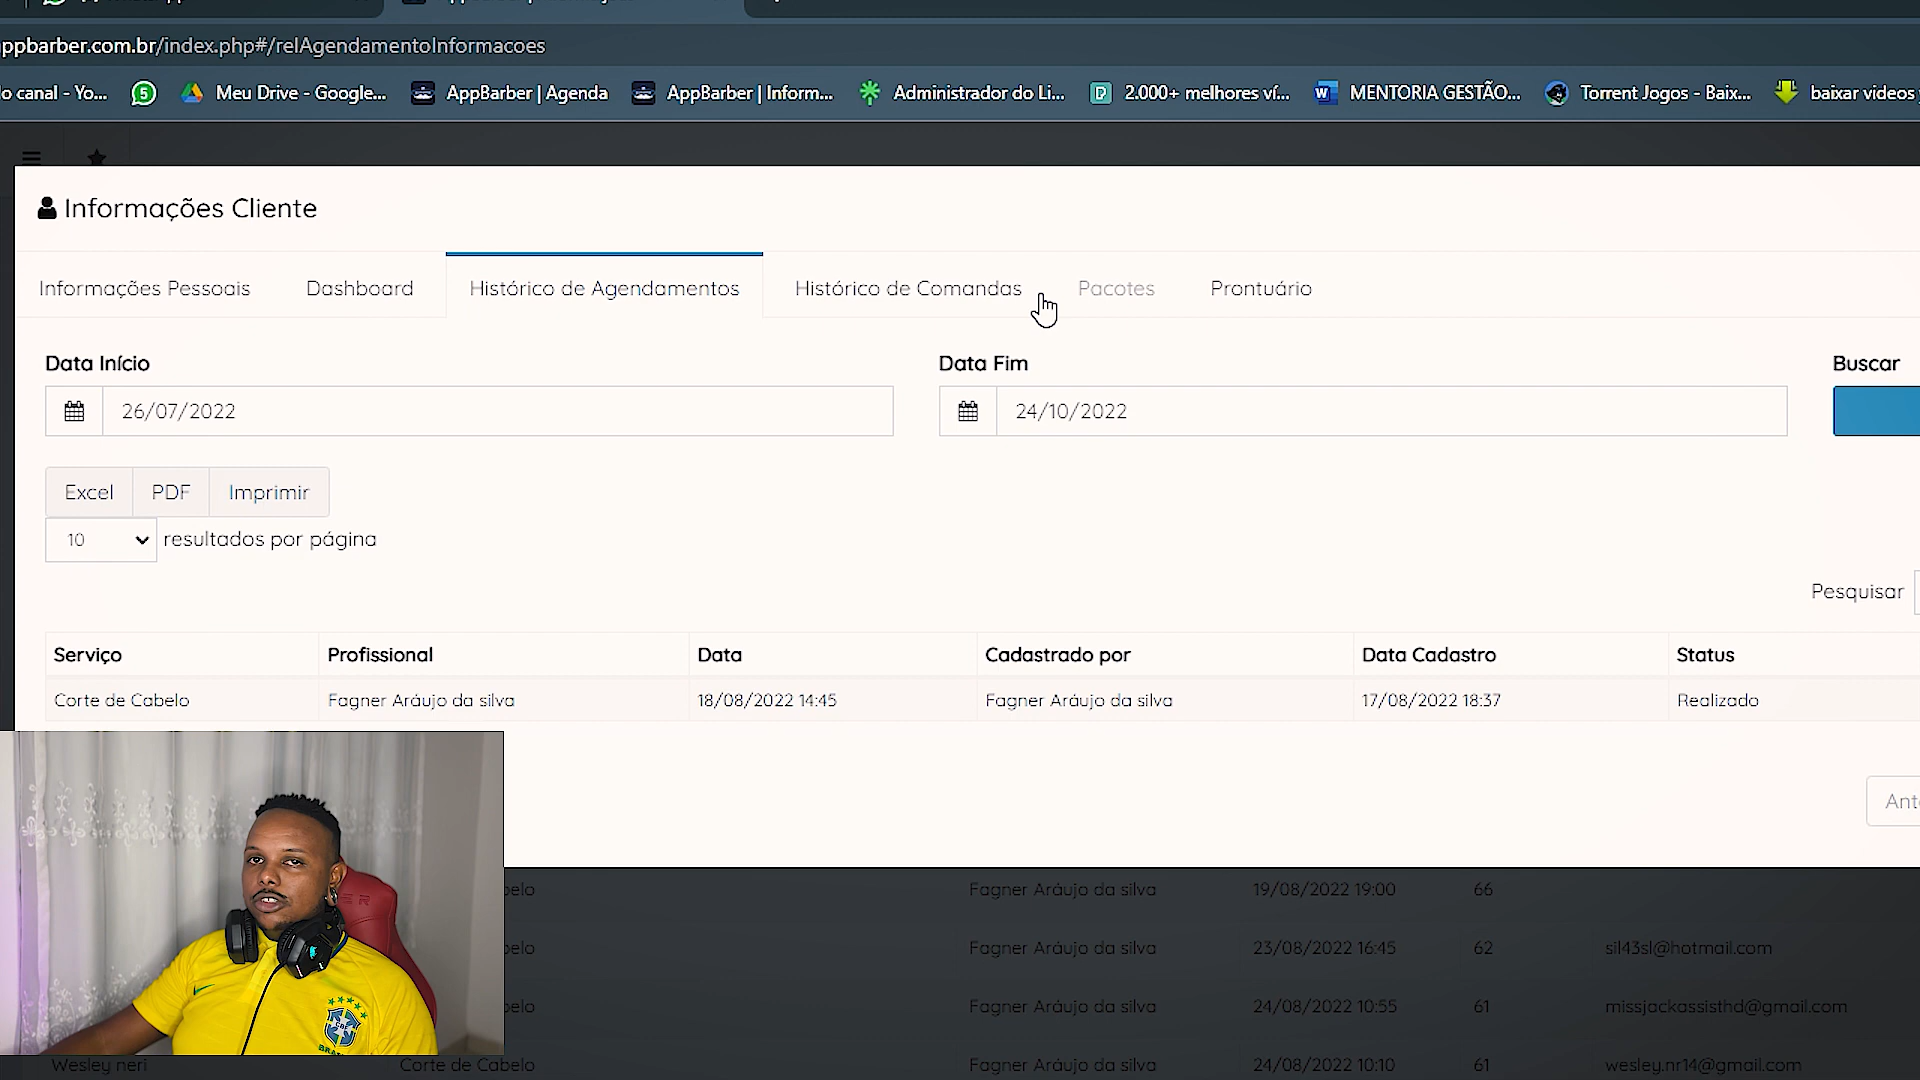 ppbarber.com.br/index.php#/relAgendamentoInformacoes
o canal - Yo...
5
Meu Drive - Google...
AppBarber | Agenda
AppBarber | Inform...
Administrador do Li...
2.000+ melhores ví...
MENTORIA GESTÃO...
Torrent Jogos - Baix...
baixar videos
Informações Cliente
Informações Pessoais
Dashboard
Histórico de Agendamentos
Histórico de Comandas
Pacotes
Prontuário
Data Início
Data Fim
Buscar
26/07/2022
24/10/2022
Excel
PDF
Imprimir
10
resultados por página
Pesquisar
Serviço Profissional Data Cadastrado por Data Cadastro Status
Corte de Cabelo Fagner Aráujo da silva 18/08/2022 14:45 Fagner Aráujo da silva 17/08/2022 18:37 Realizado
Ant
elo Fagner Aráujo da silva 19/08/2022 19:00 66
elo Fagner Aráujo da silva 23/08/2022 16:45 62 sil43sl@hotmail.com
elo Fagner Aráujo da silva 24/08/2022 10:55 61 missjackassisthd@gmail.com
Wesley neri Corte de Cabelo Fagner Aráujo da silva 24/08/2022 10:10 61 wesley.nr14@gmail.com